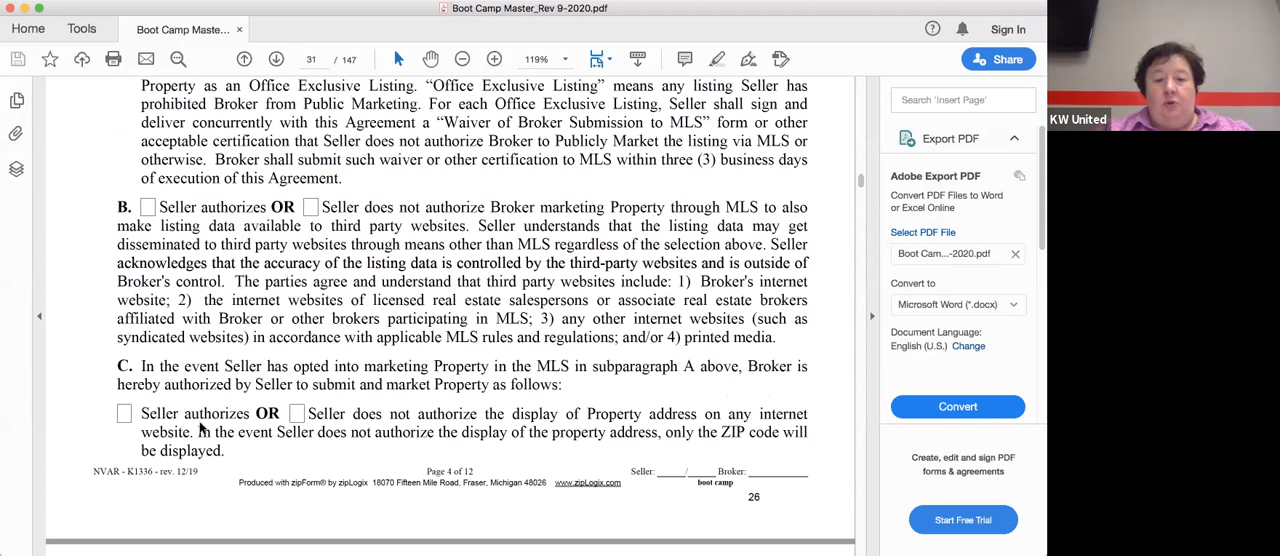 Boot Camp Master_Rev 9-2020.pdf
Home Tools Boot Camp Maste... × Sign In
31 / 147 119% Share
Property as an Office Exclusive Listing. “Office Exclusive Listing” means any listing Seller has
prohibited Broker from Public Marketing. For each Office Exclusive Listing, Seller shall sign and
deliver concurrently with this Agreement a “Waiver of Broker Submission to MLS” form or other
acceptable certification that Seller does not authorize Broker to Publicly Market the listing via MLS or
otherwise. Broker shall submit such waiver or other certification to MLS within three (3) business days
of execution of this Agreement.
B. Seller authorizes OR Seller does not authorize Broker marketing Property through MLS to also
make listing data available to third party websites. Seller understands that the listing data may get
disseminated to third party websites through means other than MLS regardless of the selection above. Seller
acknowledges that the accuracy of the listing data is controlled by the third-party websites and is outside of
Broker's control. The parties agree and understand that third party websites include: 1) Broker's internet
website; 2) the internet websites of licensed real estate salespersons or associate real estate brokers
affiliated with Broker or other brokers participating in MLS; 3) any other internet websites (such as
syndicated websites) in accordance with applicable MLS rules and regulations; and/or 4) printed media.
C. In the event Seller has opted into marketing Property in the MLS in subparagraph A above, Broker is
hereby authorized by Seller to submit and market Property as follows:
Seller authorizes OR Seller does not authorize the display of Property address on any internet
website. In the event Seller does not authorize the display of the property address, only the ZIP code will
be displayed.
NVAR - K1336 - rev. 12/19 Page 4 of 12 Seller: _____/_____ Broker: __________
Produced with zipForm® by zipLogix 18070 Fifteen Mile Road, Fraser, Michigan 48026 www.zipLogix.com boot camp
26
Search 'Insert Page'
Export PDF
Adobe Export PDF
Convert PDF Files to Word
or Excel Online
Select PDF File
Boot Cam...-2020.pdf ×
Convert to
Microsoft Word (*.docx)
Document Language:
English (U.S.) Change
Convert
Create, edit and sign PDF
forms & agreements
Start Free Trial
KW United